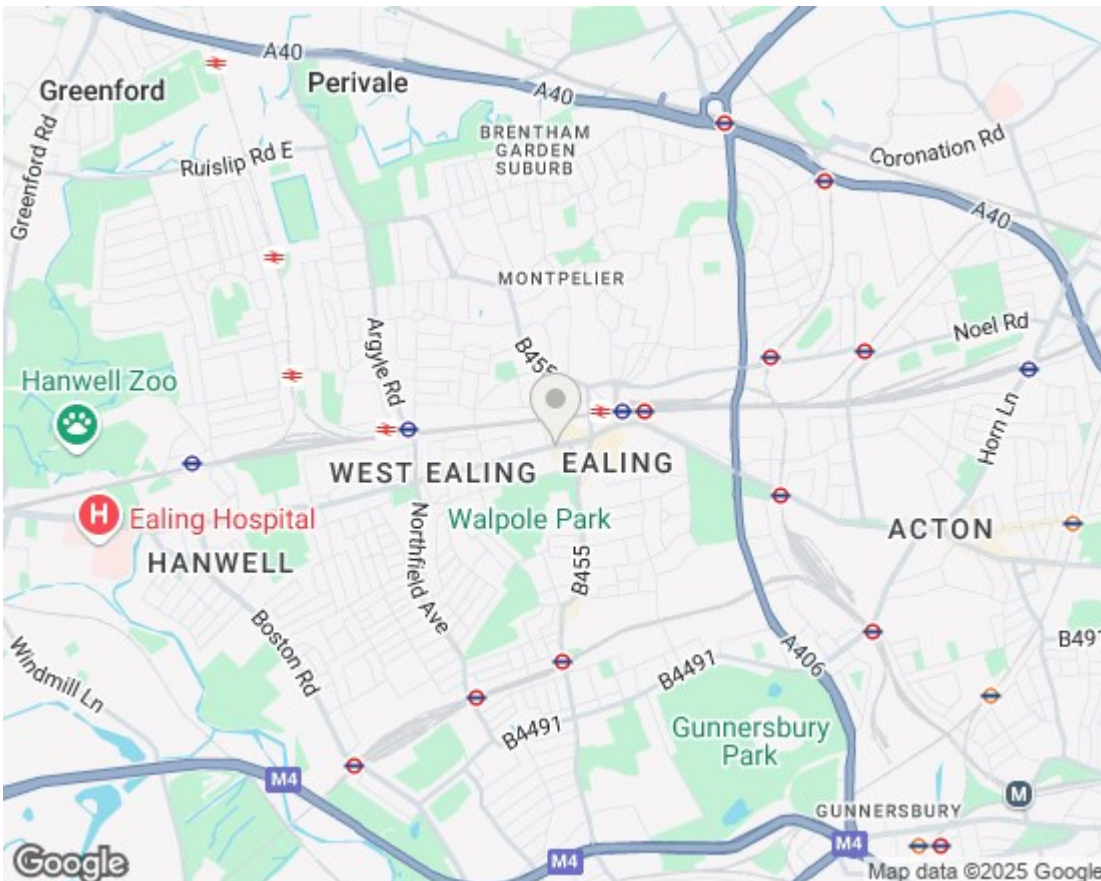 A40
Perivale
Greenford
A40
BRENTHAM
GARDEN
SUBURB
Coronation Rd
Ruislip Rd E
Greenford Rd
A40
MONTPELIER
Noel Rd
Argyle Rd
B455
Hanwell Zoo
Horn Ln
WEST EALING
EALING
H
Ealing Hospital
Walpole Park
ACTON
HANWELL
Northfield Ave
B455
Boston Rd
B491
Windmill Ln
B4491
A406
B4491
Gunnersbury
Park
M4
M
GUNNERSBURY
M4
M4
Google
Map data ©2025 Google